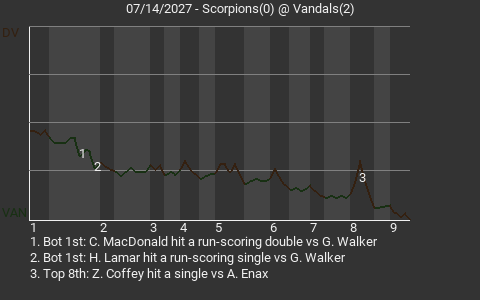 07/14/2027 - Scorpions(0) @ Vandals(2)
DV
1
2
3
VAN
1 2 3 4 5 6 7 8 9
1. Bot 1st: C. MacDonald hit a run-scoring double vs G. Walker
2. Bot 1st: H. Lamar hit a run-scoring single vs G. Walker
3. Top 8th: Z. Coffey hit a single vs A. Enax